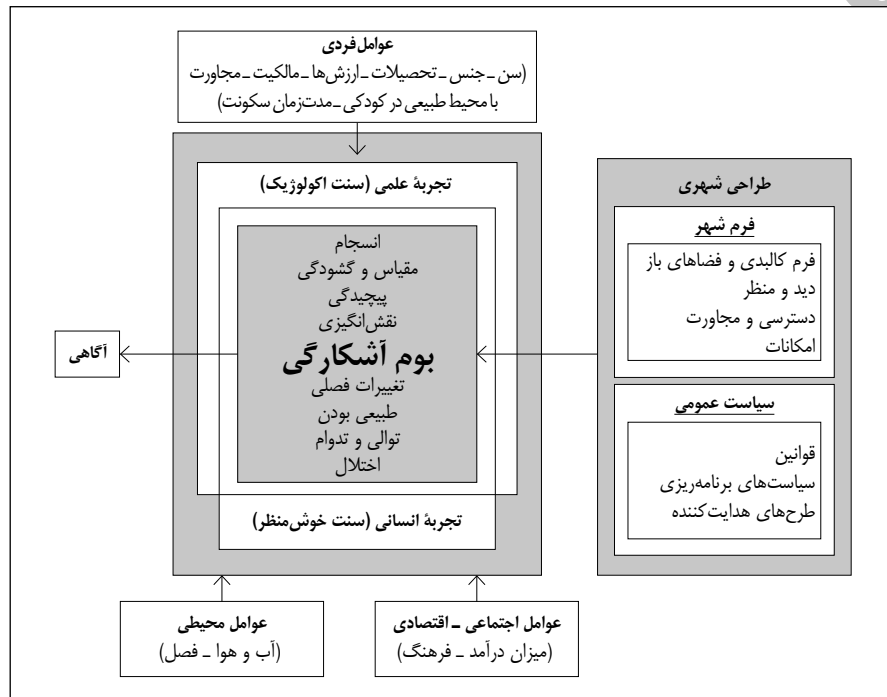 عوامل فردی
(سن ـ جنس ـ تحصیلات ـ ارزش‌ها ـ مالکیت ـ مجاورت
با محیط طبیعی در کودکی ـ مدت‌زمان سکونت)
تجربهٔ علمی (سنت اکولوژیک)
انسجام
مقیاس و گشودگی
پیچیدگی
نقش‌انگیزی
بوم آشکارگی
تغییرات فصلی
طبیعی بودن
توالی و تدوام
اختلال
تجربهٔ انسانی (سنت خوش‌منظر)
طراحی شهری
فرم شهر
فرم کالبدی و فضاهای باز
دید و منظر
دسترسی و مجاورت
امکانات
سیاست عمومی
قوانین
سیاست‌های برنامه‌ریزی
طرح‌های هدایت‌کننده
آگاهی
عوامل اجتماعی ـ اقتصادی
(میزان درآمد ـ فرهنگ)
عوامل محیطی
(آب و هوا ـ فصل)